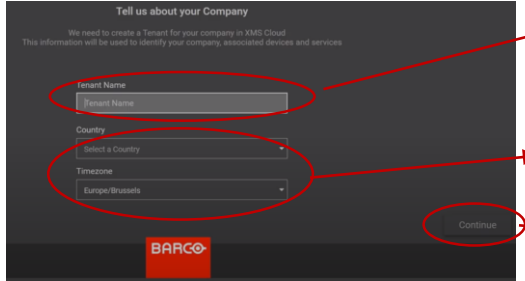 Tell us about your Company
We need to create a Tenant for your company in XMS Cloud
This information will be used to identify your company, associated devices and services
Tenant Name
Tenant Name
Country
Select a Country
Timezone
Europe/Brussels
Continue
BARCO